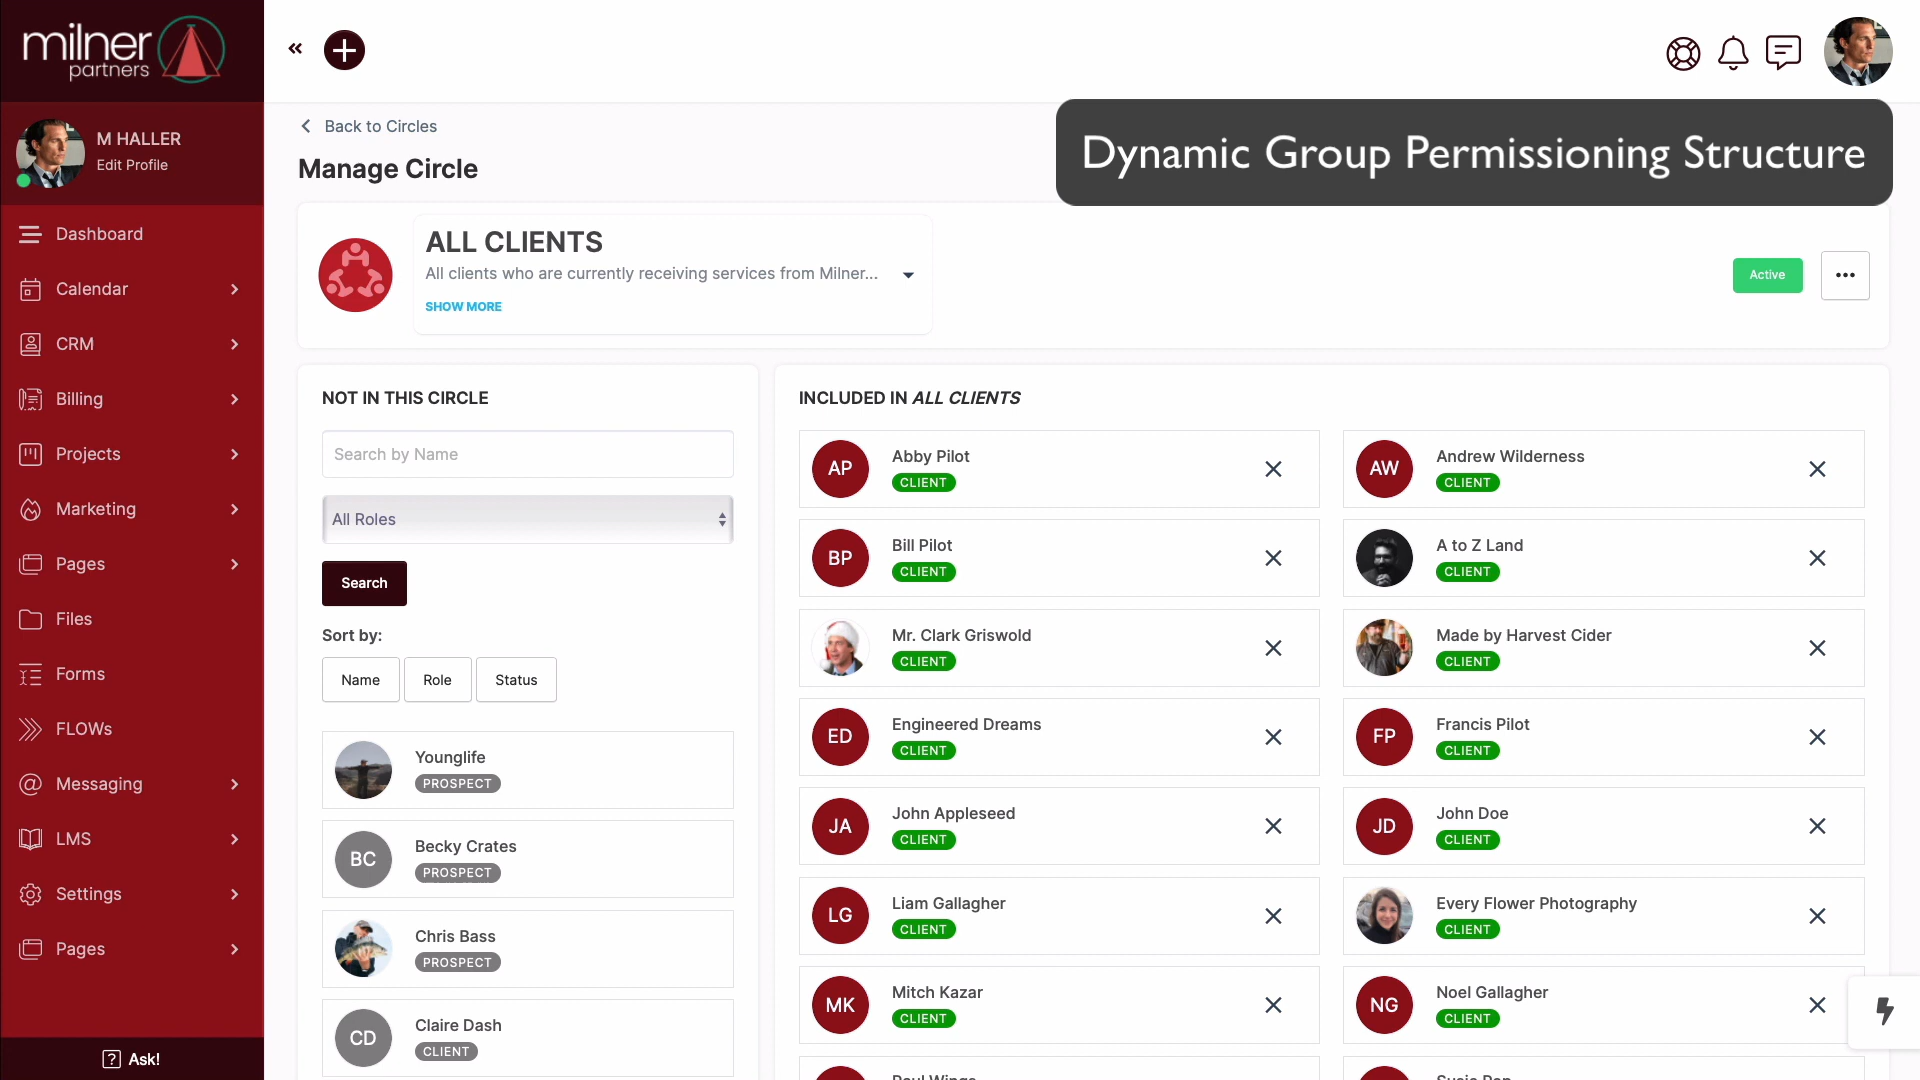 milner
partners
Back to Circles
Dynamic Group Permissioning Structure
M HALLER
Edit Profile
Manage Circle
Dashboard
Calendar
CRM
Billing
Projects
Marketing
Pages
Files
Forms
FLOWs
Messaging
LMS
Settings
Pages
? Ask!
ALL CLIENTS
All clients who are currently receiving services from Milner...
SHOW MORE
Active
NOT IN THIS CIRCLE
Search by Name
All Roles
Search
Sort by:
Name Role Status
Younglife
PROSPECT
BC Becky Crates
PROSPECT
Chris Bass
PROSPECT
CD Claire Dash
CLIENT
INCLUDED IN ALL CLIENTS
AP Abby Pilot
CLIENT
AW Andrew Wilderness
CLIENT
BP Bill Pilot
CLIENT
A to Z Land
CLIENT
Mr. Clark Griswold
CLIENT
Made by Harvest Cider
CLIENT
ED Engineered Dreams
CLIENT
FP Francis Pilot
CLIENT
JA John Appleseed
CLIENT
JD John Doe
CLIENT
LG Liam Gallagher
CLIENT
Every Flower Photography
CLIENT
MK Mitch Kazar
CLIENT
NG Noel Gallagher
CLIENT